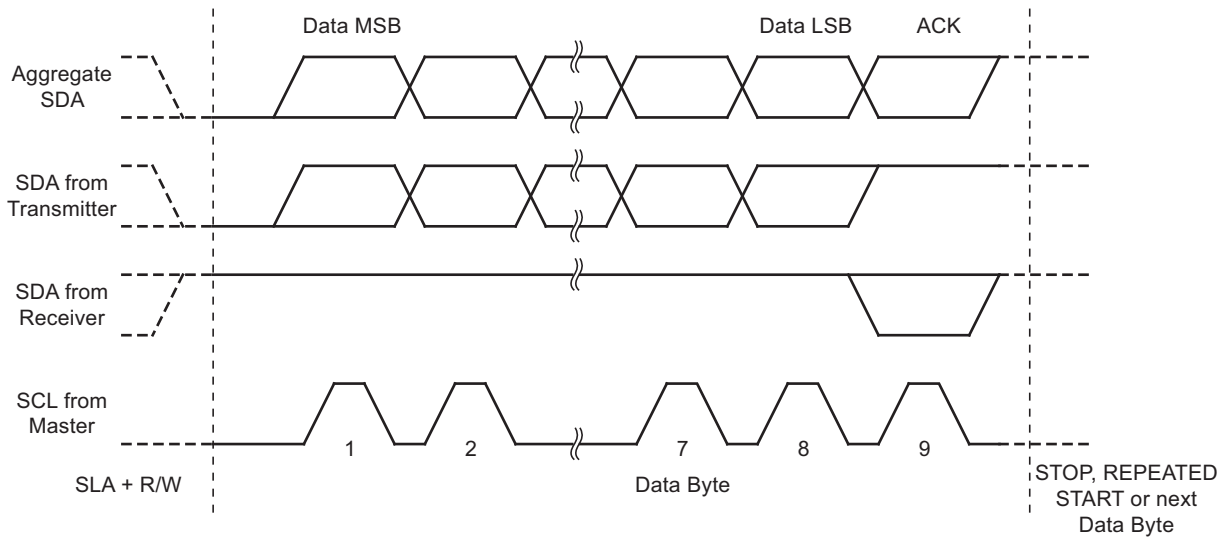 Data MSB
Data LSB
ACK
Aggregate
SDA
SDA from
Transmitter
SDA from
Receiver
SCL from
Master
1
2
7
8
9
SLA + R/W
Data Byte
STOP, REPEATED
START or next
Data Byte